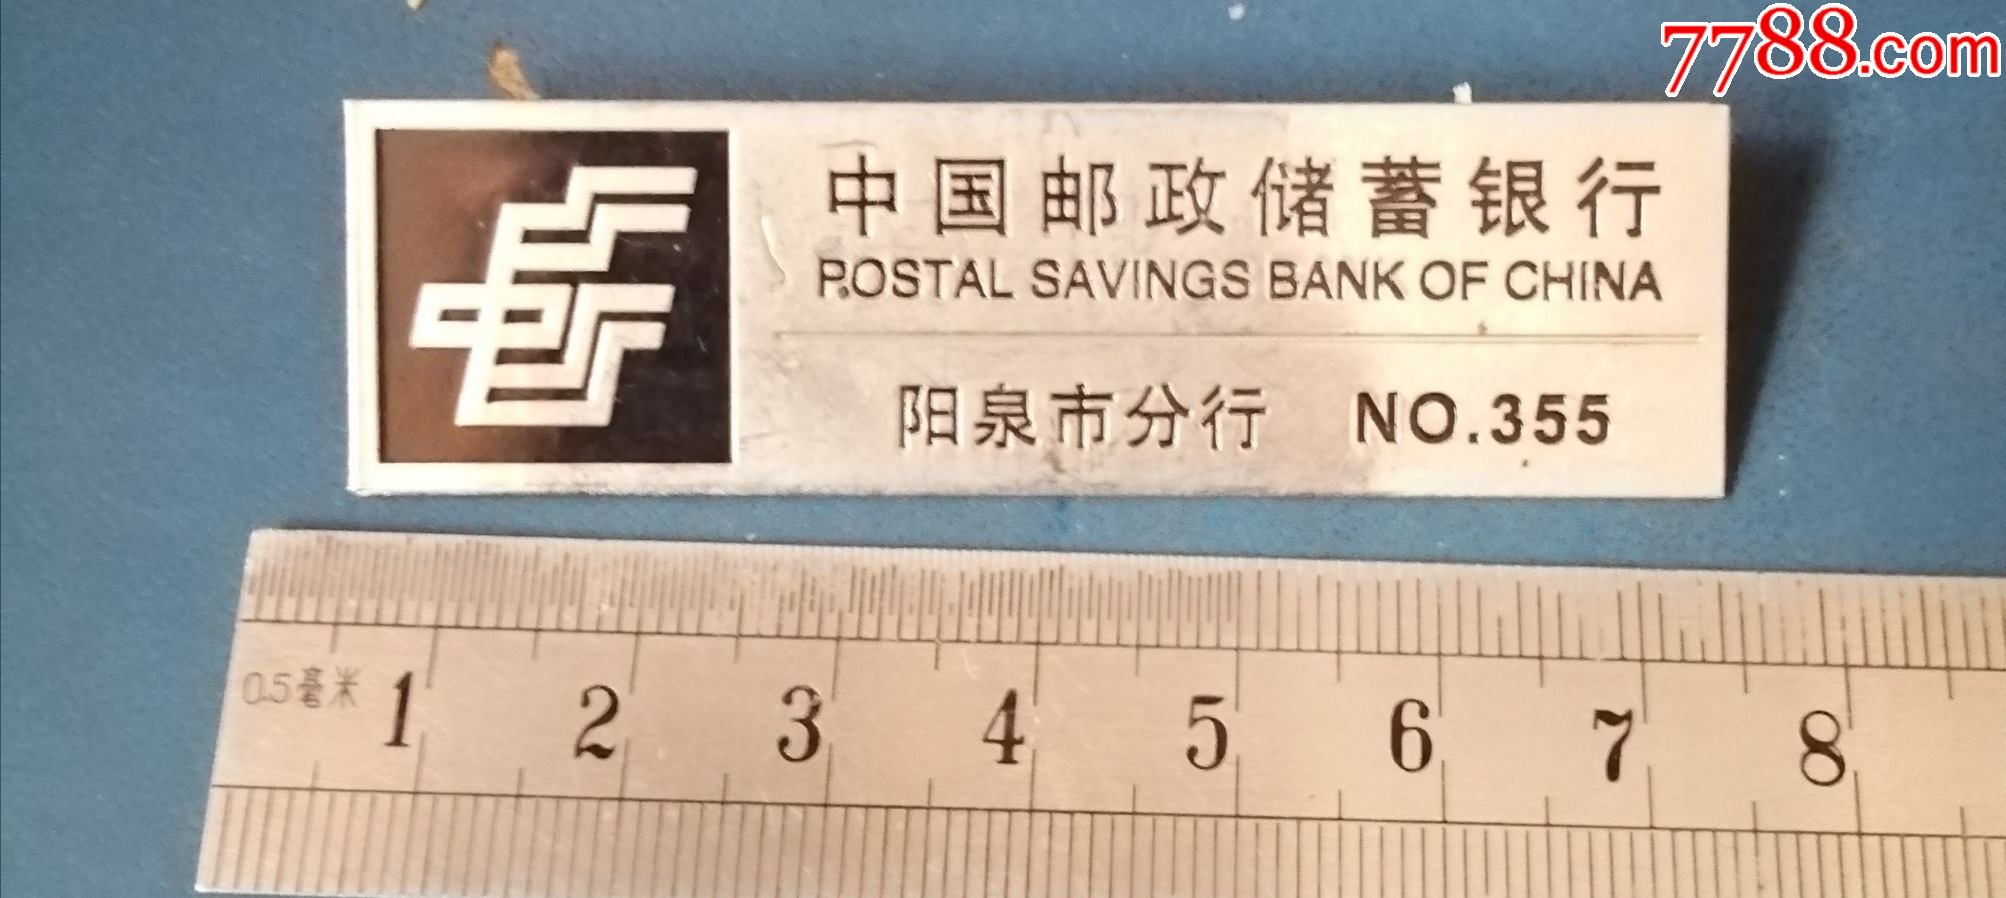 7788.com
中国邮政储蓄银行
POSTAL SAVINGS BANK OF CHINA
阳泉市分行 NO.355
0.5毫米 1 2 3 4 5 6 7 8